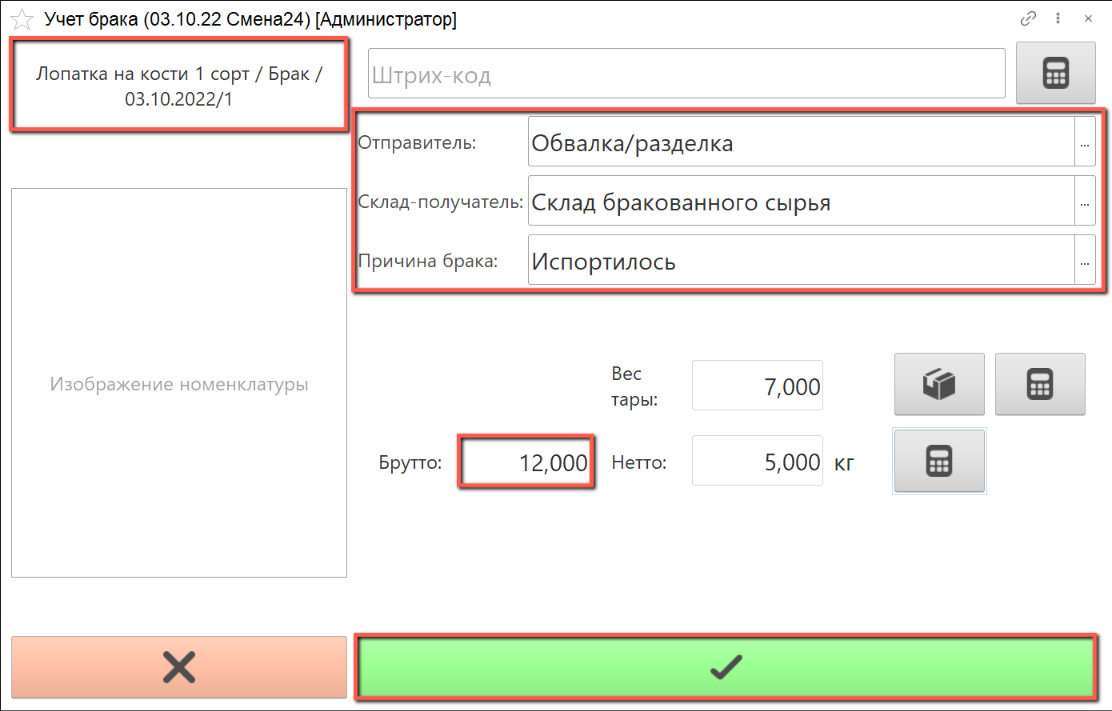 Учет брака (03.10.22 Смена24) [Администратор]
Лопатка на кости 1 сорт / Брак /
03.10.2022/1
Штрих-код
Отправитель:
Обвалка/разделка
...
Склад-получатель:
Склад бракованного сырья
...
Причина брака:
Испортилось
...
Изображение номенклатуры
Вес
тары:
7,000
Брутто:
12,000
Нетто:
5,000 кг